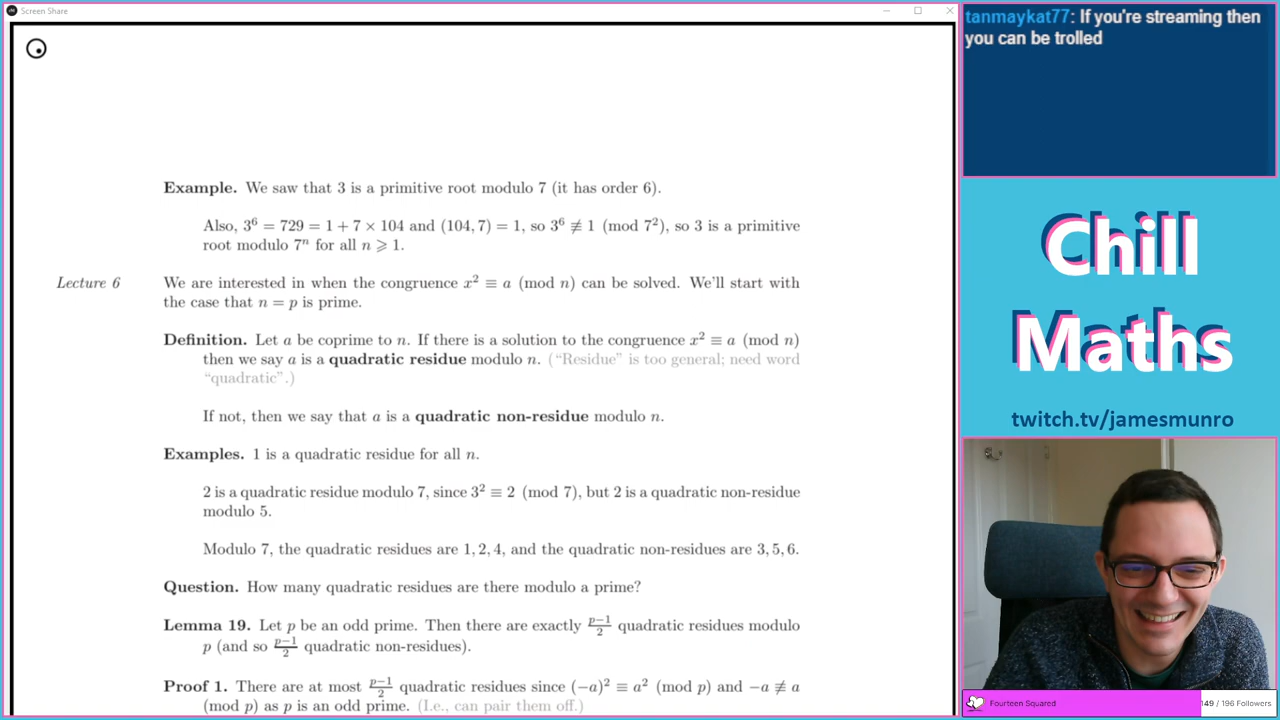 Screen Share
tanmaykat77: If you're streaming then
you can be trolled
Example. We saw that 3 is a primitive root modulo 7 (it has order 6).
Also, 3⁶ = 729 = 1 + 7 × 104 and (104, 7) = 1, so 3⁶ ≢ 1 (mod 7²), so 3 is a primitive
root modulo 7ⁿ for all n ⩾ 1.
Lecture 6
We are interested in when the congruence x² ≡ a (mod n) can be solved. We'll start with
the case that n = p is prime.
Definition. Let a be coprime to n. If there is a solution to the congruence x² ≡ a (mod n)
then we say a is a quadratic residue modulo n. ("Residue" is too general; need word
"quadratic".)
If not, then we say that a is a quadratic non-residue modulo n.
Examples. 1 is a quadratic residue for all n.
2 is a quadratic residue modulo 7, since 3² ≡ 2 (mod 7), but 2 is a quadratic non-residue
modulo 5.
Modulo 7, the quadratic residues are 1, 2, 4, and the quadratic non-residues are 3, 5, 6.
Question. How many quadratic residues are there modulo a prime?
Lemma 19. Let p be an odd prime. Then there are exactly (p−1)/2 quadratic residues modulo
p (and so (p−1)/2 quadratic non-residues).
Proof 1. There are at most (p−1)/2 quadratic residues since (−a)² ≡ a² (mod p) and −a ≢ a
(mod p) as p is an odd prime. (I.e., can pair them off.)
Chill
Maths
twitch.tv/jamesmunro
Fourteen Squared
149 / 196 Followers